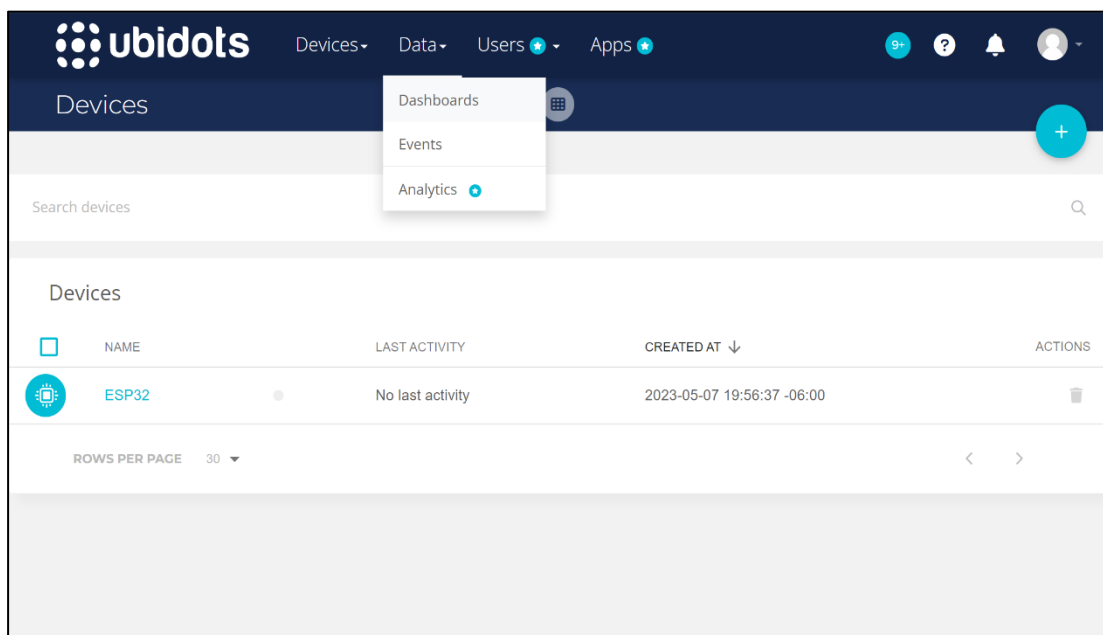 ubidots Devices Data Users Apps 9+ ?
Devices
Dashboards
Events
Analytics
+
Search devices
Devices
NAME LAST ACTIVITY CREATED AT ACTIONS
ESP32 No last activity 2023-05-07 19:56:37 -06:00
ROWS PER PAGE 30